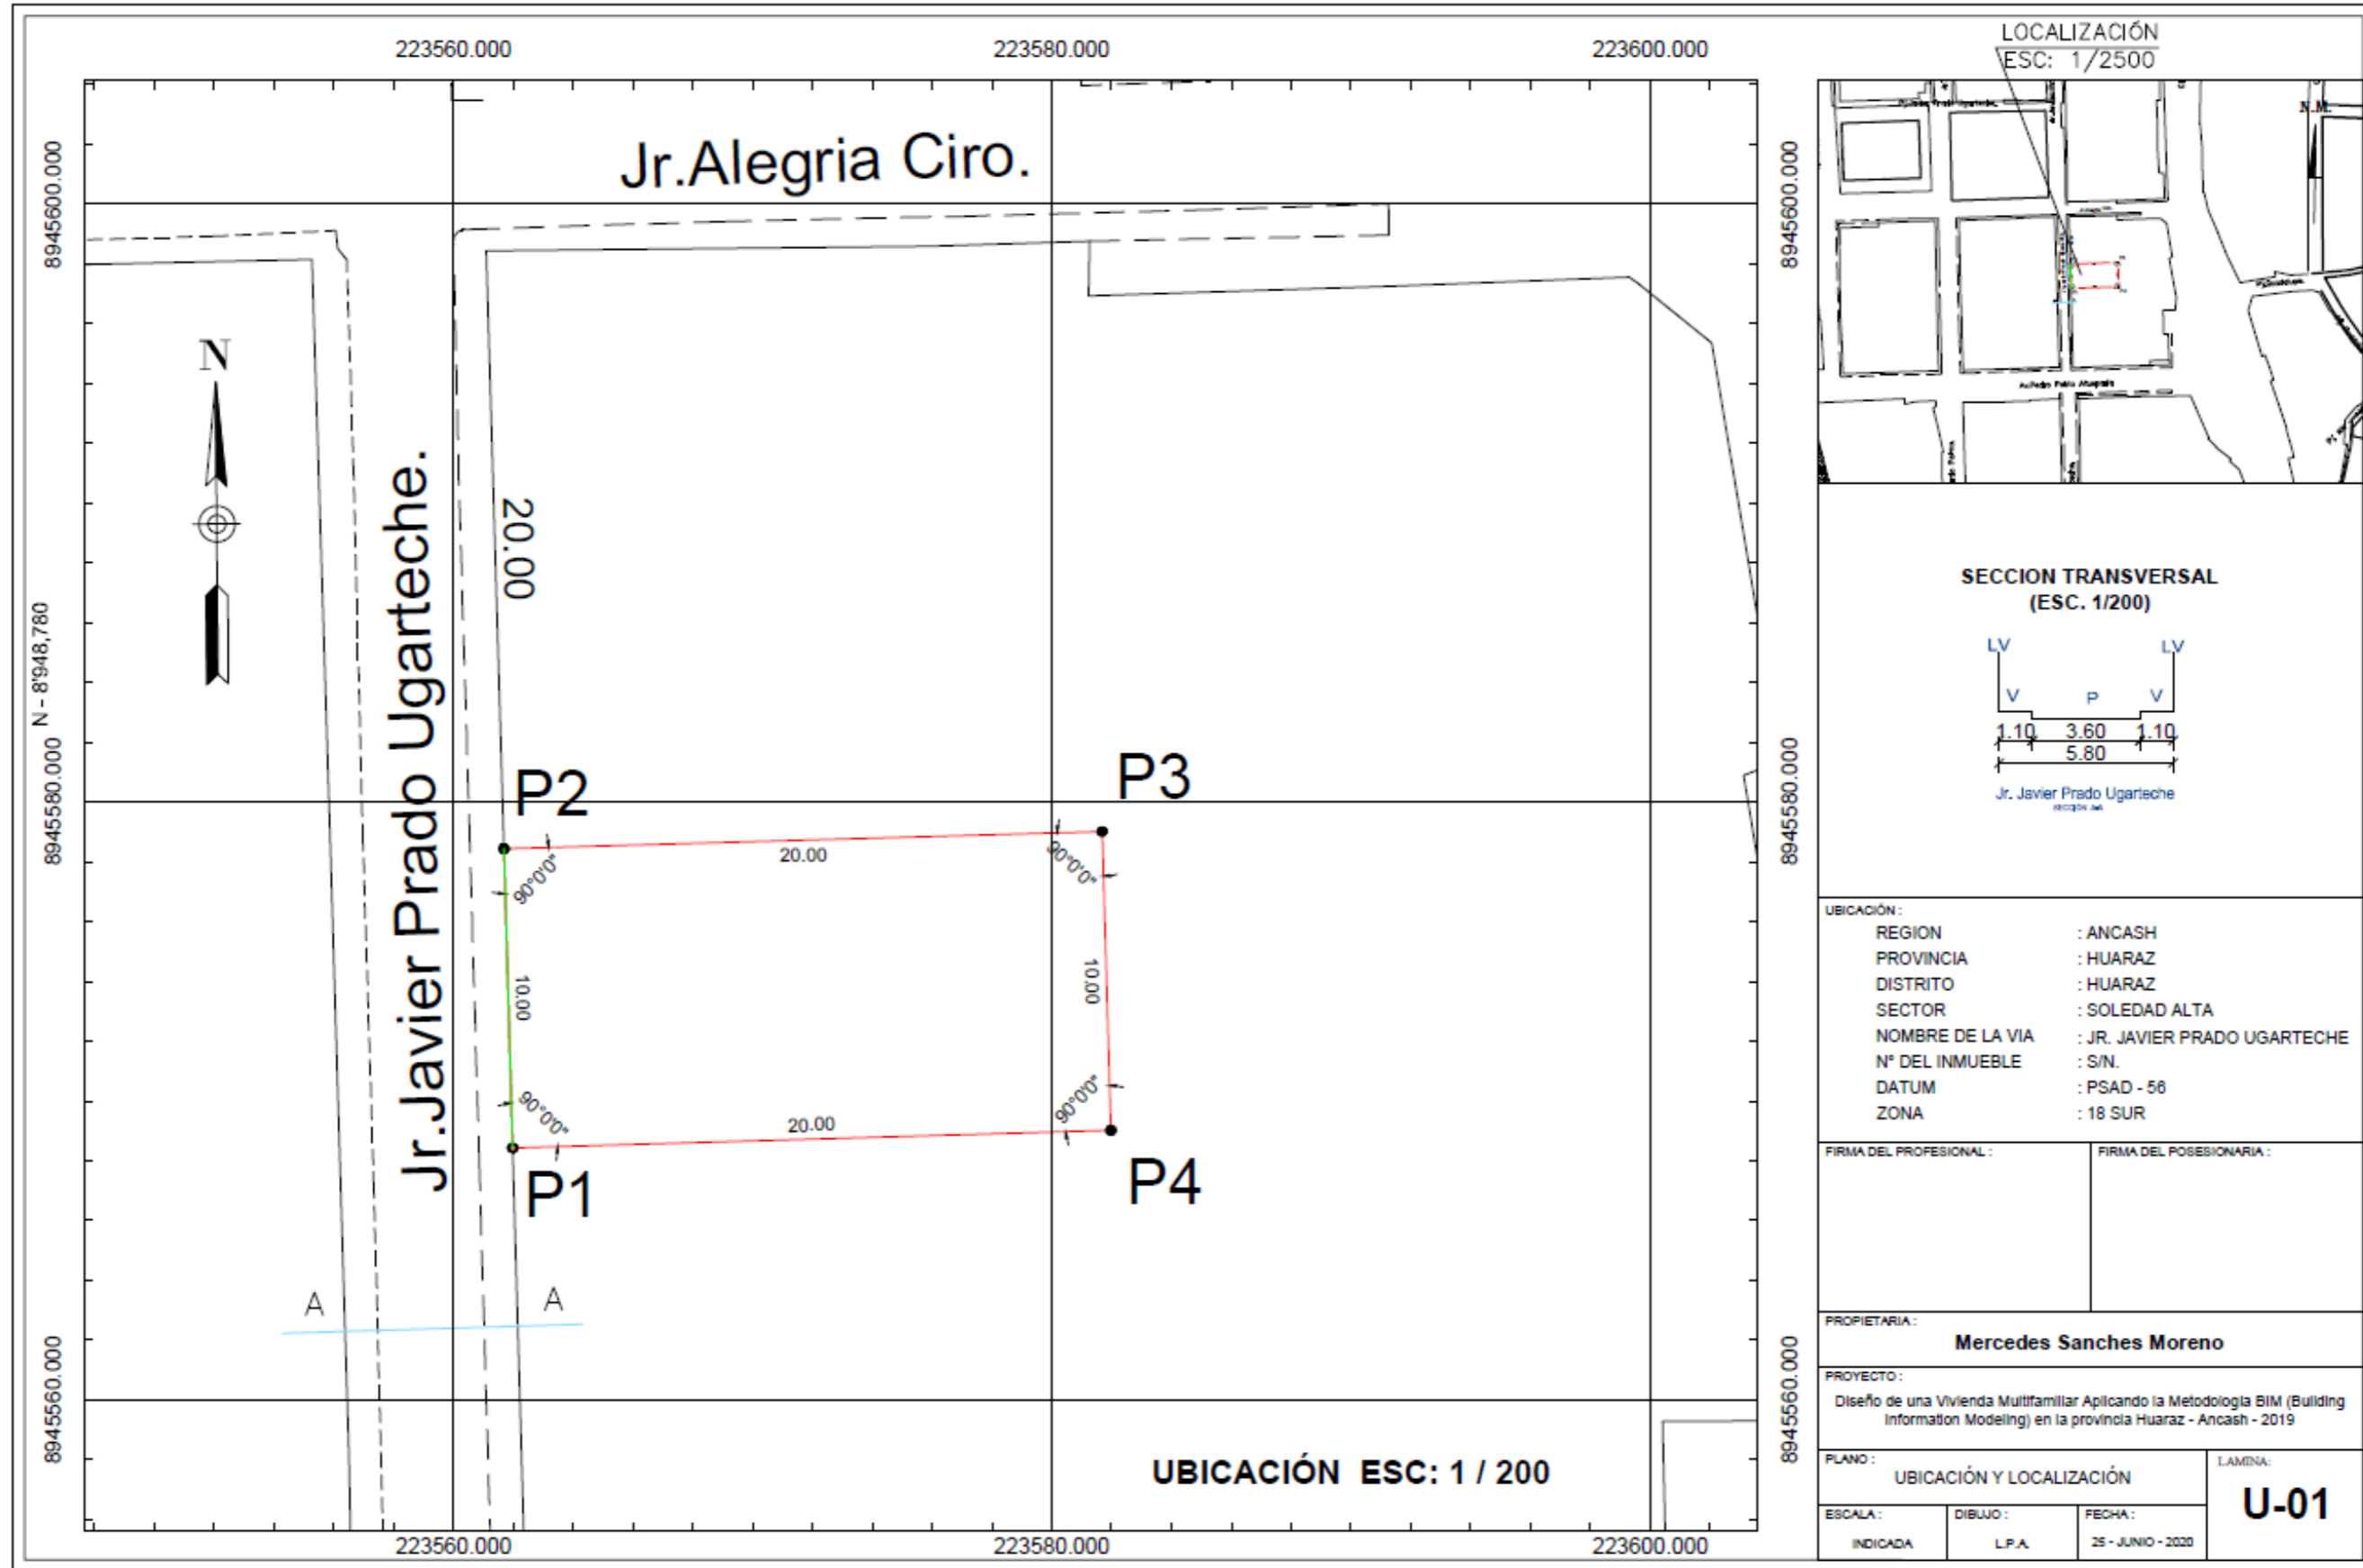 223560.000
223580.000
223600.000
LOCALIZACIÓN
ESC: 1/2500
N.M.
8945600.000
8945600.000
Jr.Alegria Ciro.
N
20.00
Jr.Javier Prado Ugarteche.
N - 8'948,780
8945580.000
8945580.000
P2
P3
20.00
90°0'0"
90°0'0"
10.00
10.00
90°0'0"
90°0'0"
20.00
P1
P4
A
A
8945560.000
8945560.000
UBICACIÓN ESC: 1 / 200
223560.000
223580.000
223600.000
SECCION TRANSVERSAL
(ESC. 1/200)
LV
LV
V
P
V
1.10
3.60
1.10
5.80
Jr. Javier Prado Ugarteche
UBICACIÓN :
REGION : ANCASH
PROVINCIA : HUARAZ
DISTRITO : HUARAZ
SECTOR : SOLEDAD ALTA
NOMBRE DE LA VIA : JR. JAVIER PRADO UGARTECHE
N° DEL INMUEBLE : S/N.
DATUM : PSAD - 56
ZONA : 18 SUR
FIRMA DEL PROFESIONAL :
FIRMA DEL POSESIONARIA :
PROPIETARIA :
Mercedes Sanches Moreno
PROYECTO :
Diseño de una Vivienda Multifamiliar Aplicando la Metodologia BIM (Building
Information Modeling) en la provincia Huaraz - Ancash - 2019
PLANO :
UBICACIÓN Y LOCALIZACIÓN
LAMINA:
U-01
ESCALA :
INDICADA
DIBUJO :
L.P.A.
FECHA :
25 - JUNIO - 2020